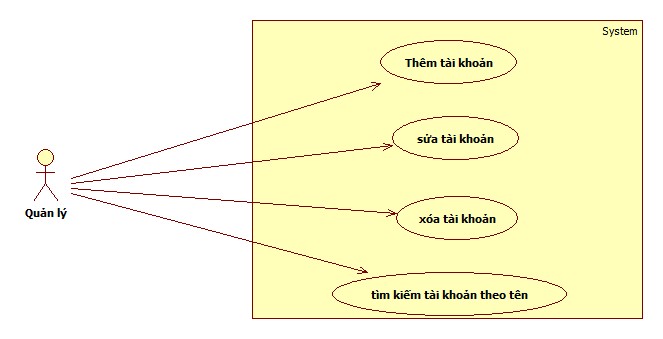 System
Thêm tài khoản
sửa tài khoản
Quản lý
xóa tài khoản
tìm kiếm tài khoản theo tên